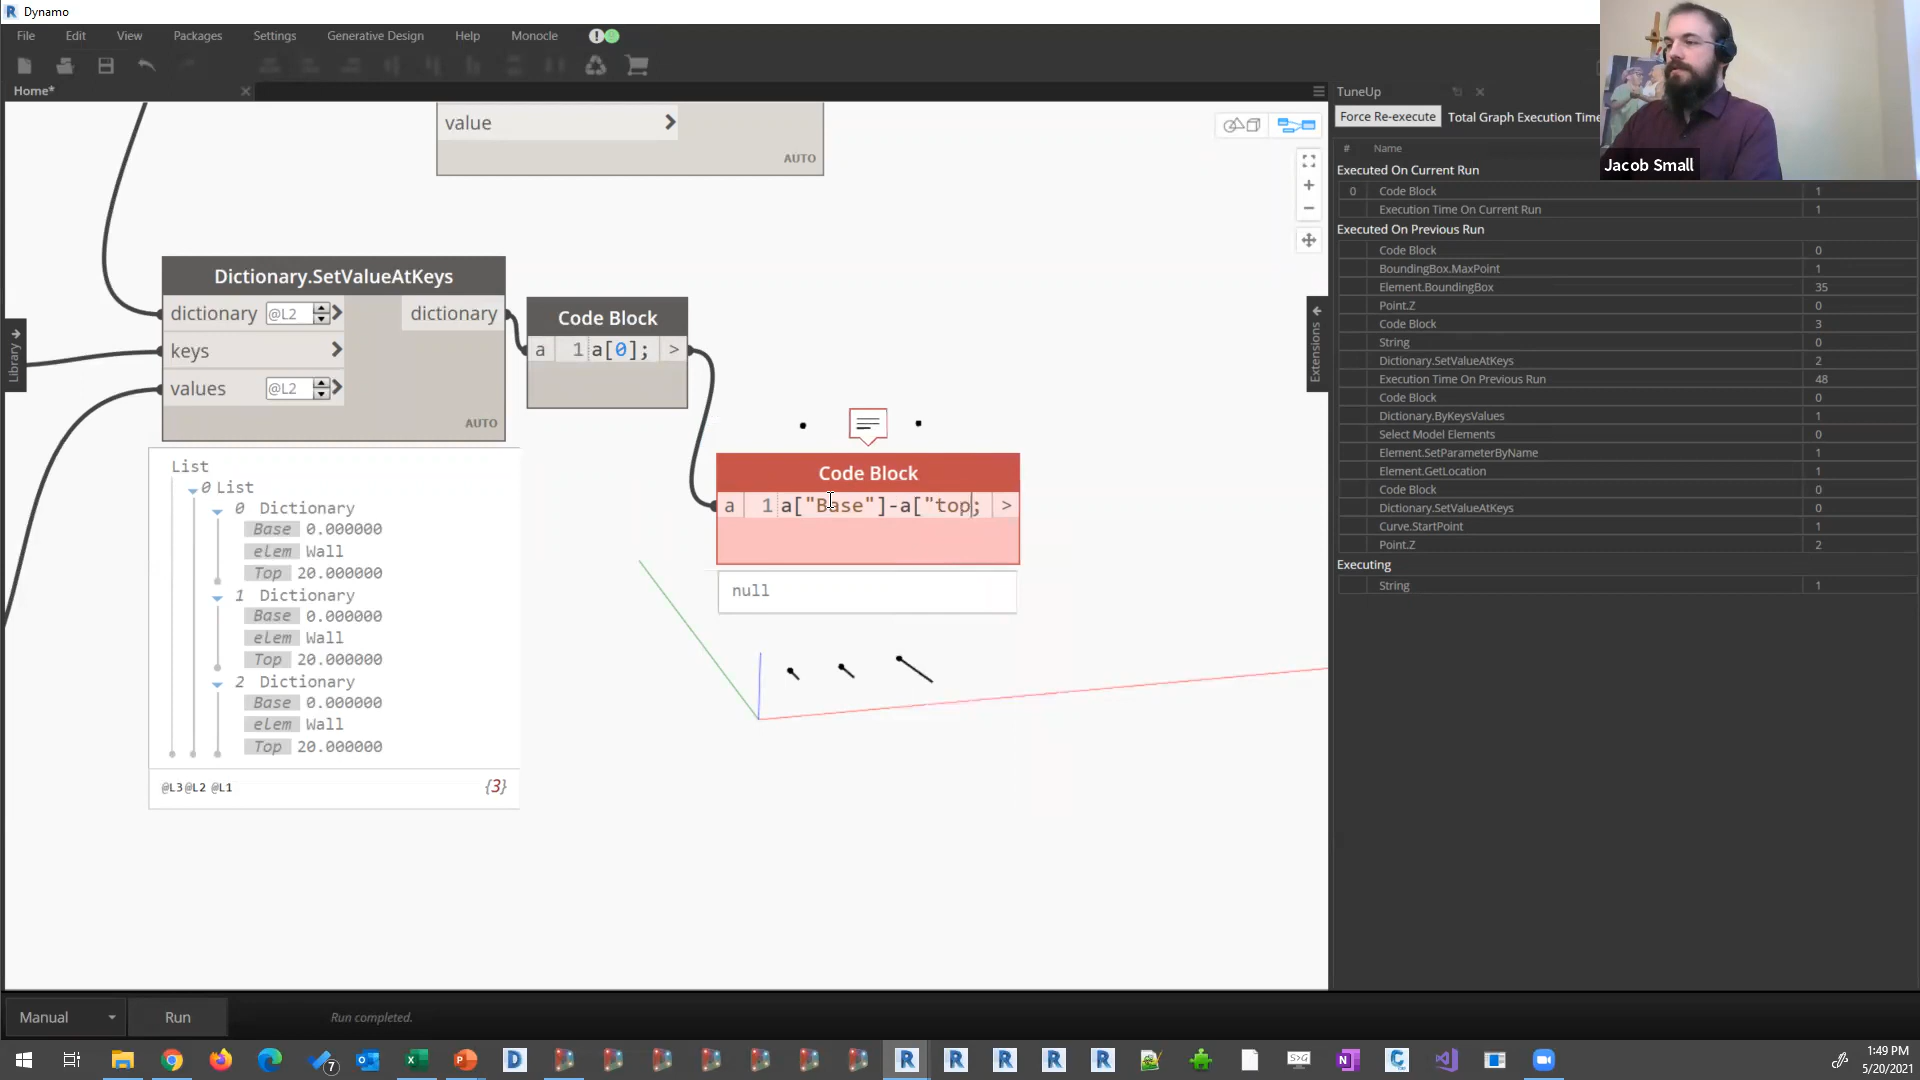 Dynamo
File Edit View Packages Settings Generative Design Help Monocle
Home*
value
AUTO
Dictionary.SetValueAtKeys
dictionary @L2 dictionary
keys
values @L2
AUTO
Library
List
0 List
0 Dictionary
Base 0.000000
elem Wall
Top 20.000000
1 Dictionary
Base 0.000000
elem Wall
Top 20.000000
2 Dictionary
Base 0.000000
elem Wall
Top 20.000000
@L3 @L2 @L1 {3}
Code Block
a 1 a[0]; >
Code Block
a 1 a["Base"]-a["top; >
null
Extensions
TuneUp
Force Re-execute Total Graph Execution Time
# Name
Executed On Current Run
0 Code Block 1
Execution Time On Current Run 1
Executed On Previous Run
Code Block 0
BoundingBox.MaxPoint 1
Element.BoundingBox 35
Point.Z 0
Code Block 3
String 0
Dictionary.SetValueAtKeys 2
Execution Time On Previous Run 48
Code Block 0
Dictionary.ByKeysValues 1
Select Model Elements 0
Element.SetParameterByName 1
Element.GetLocation 1
Code Block 0
Dictionary.SetValueAtKeys 0
Curve.StartPoint 1
Point.Z 2
Executing
String 1
Jacob Small
Manual Run Run completed.
7
1:49 PM
5/20/2021